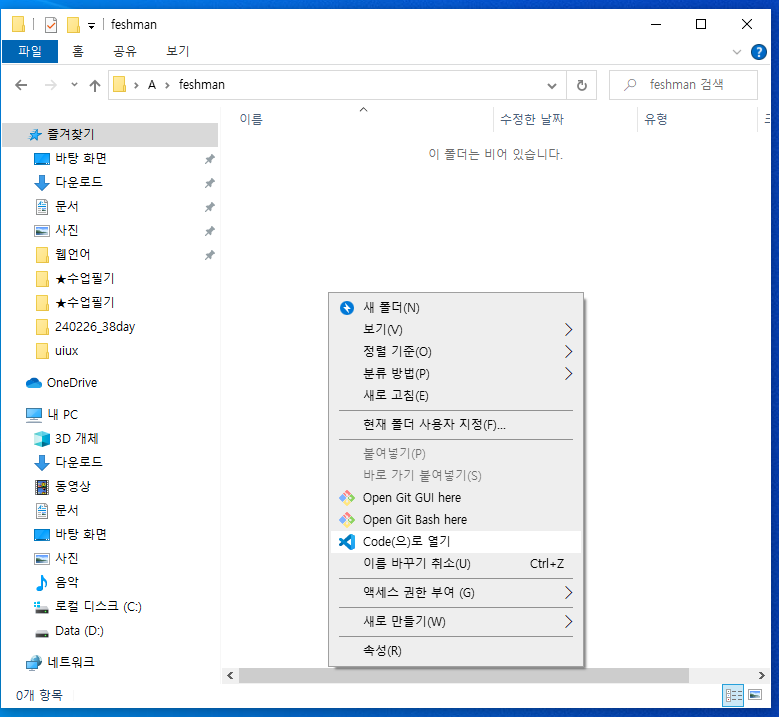 feshman
파일 홈 공유 보기
A feshman feshman 검색
이름 수정한 날짜 유형
이 폴더는 비어 있습니다.
즐겨찾기
바탕 화면
다운로드
문서
사진
웹언어
★수업필기
★수업필기
240226_38day
uiux
OneDrive
내 PC
3D 개체
다운로드
동영상
문서
바탕 화면
사진
음악
로컬 디스크 (C:)
Data (D:)
네트워크
새 폴더(N)
보기(V)
정렬 기준(O)
분류 방법(P)
새로 고침(E)
현재 폴더 사용자 지정(F)...
붙여넣기(P)
바로 가기 붙여넣기(S)
Open Git GUI here
Open Git Bash here
Code(으)로 열기
이름 바꾸기 취소(U) Ctrl+Z
액세스 권한 부여 (G)
새로 만들기(W)
속성(R)
0개 항목